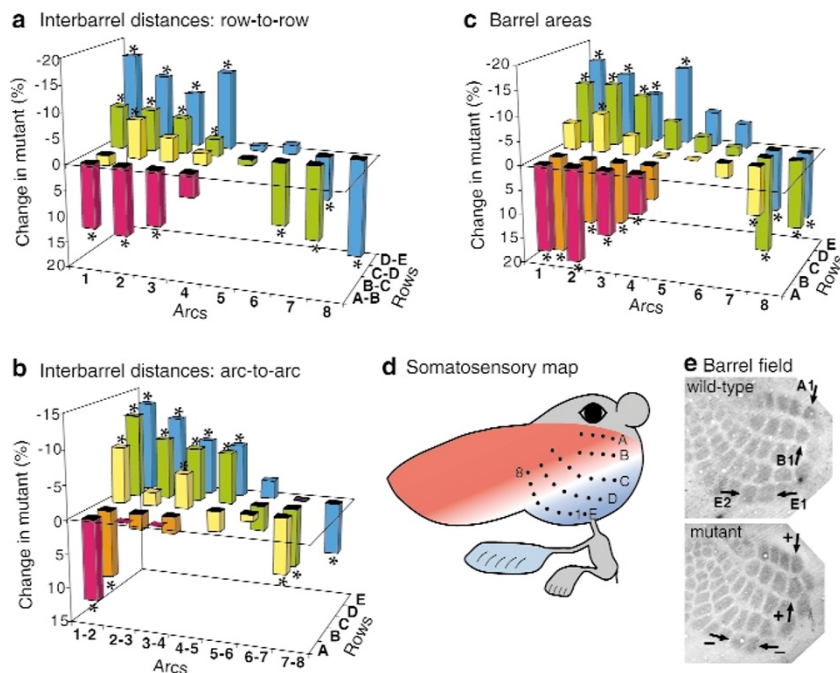 a Interbarrel distances: row-to-row
Change in mutant (%)
-20
-15
-10
-5
0
5
10
15
20
1 2 3 4 5 6 7 8
Arcs
A-B
B-C
C-D
D-E
Rows
c Barrel areas
Change in mutant (%)
-20
-15
-10
-5
0
5
10
15
20
1 2 3 4 5 6 7 8
Arcs
A
B
C
D
E
Rows
b Interbarrel distances: arc-to-arc
Change in mutant (%)
-15
-10
-5
0
5
10
15
1-2 2-3 3-4 4-5 5-6 6-7 7-8
Arcs
A
B
C
D
E
Rows
d Somatosensory map
A
B
8
C
D
1 E
e Barrel field
wild-type
A1
B1
E2 E1
mutant
+
+
– –